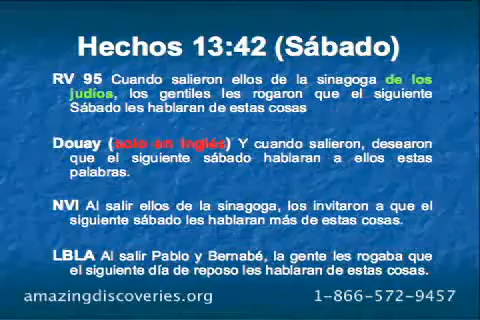 Hechos 13:42 (Sábado)
RV 95 Cuando salieron ellos de la sinagoga de los
judíos, los gentiles les rogaron que el siguiente
Sábado les hablaran de estas cosas
Douay (solo en Inglés) Y cuando salieron, desearon
que el siguiente sábado hablaran a ellos estas
palabras.
NVI Al salir ellos de la sinagoga, los invitaron a que el
siguiente sábado les hablaran más de estas cosas.
LBLA Al salir Pablo y Bernabé, la gente les rogaba que
el siguiente día de reposo les hablaran de estas cosas.
amazingdiscoveries.org 1-866-572-9457